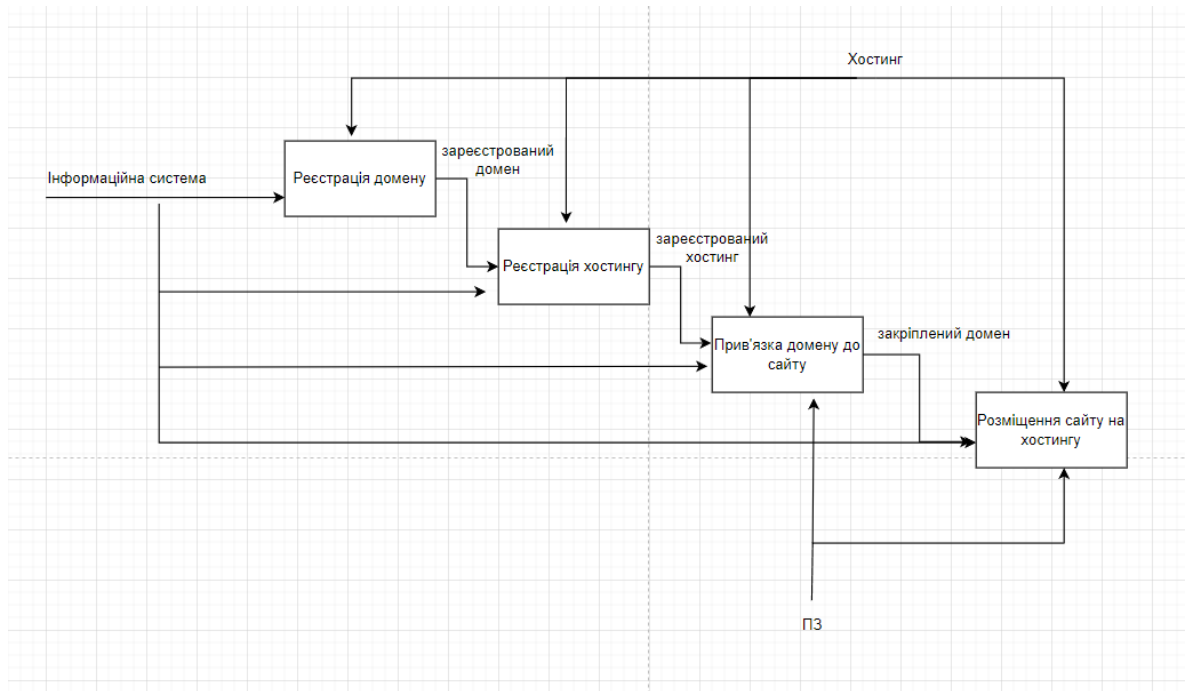 Хостинг
зареєстрований
домен
Інформаційна система
Реєстрація домену
зареєстрований
хостинг
Реєстрація хостингу
закріплений домен
Прив'язка домену до
сайту
Розміщення сайту на
хостингу
ПЗ